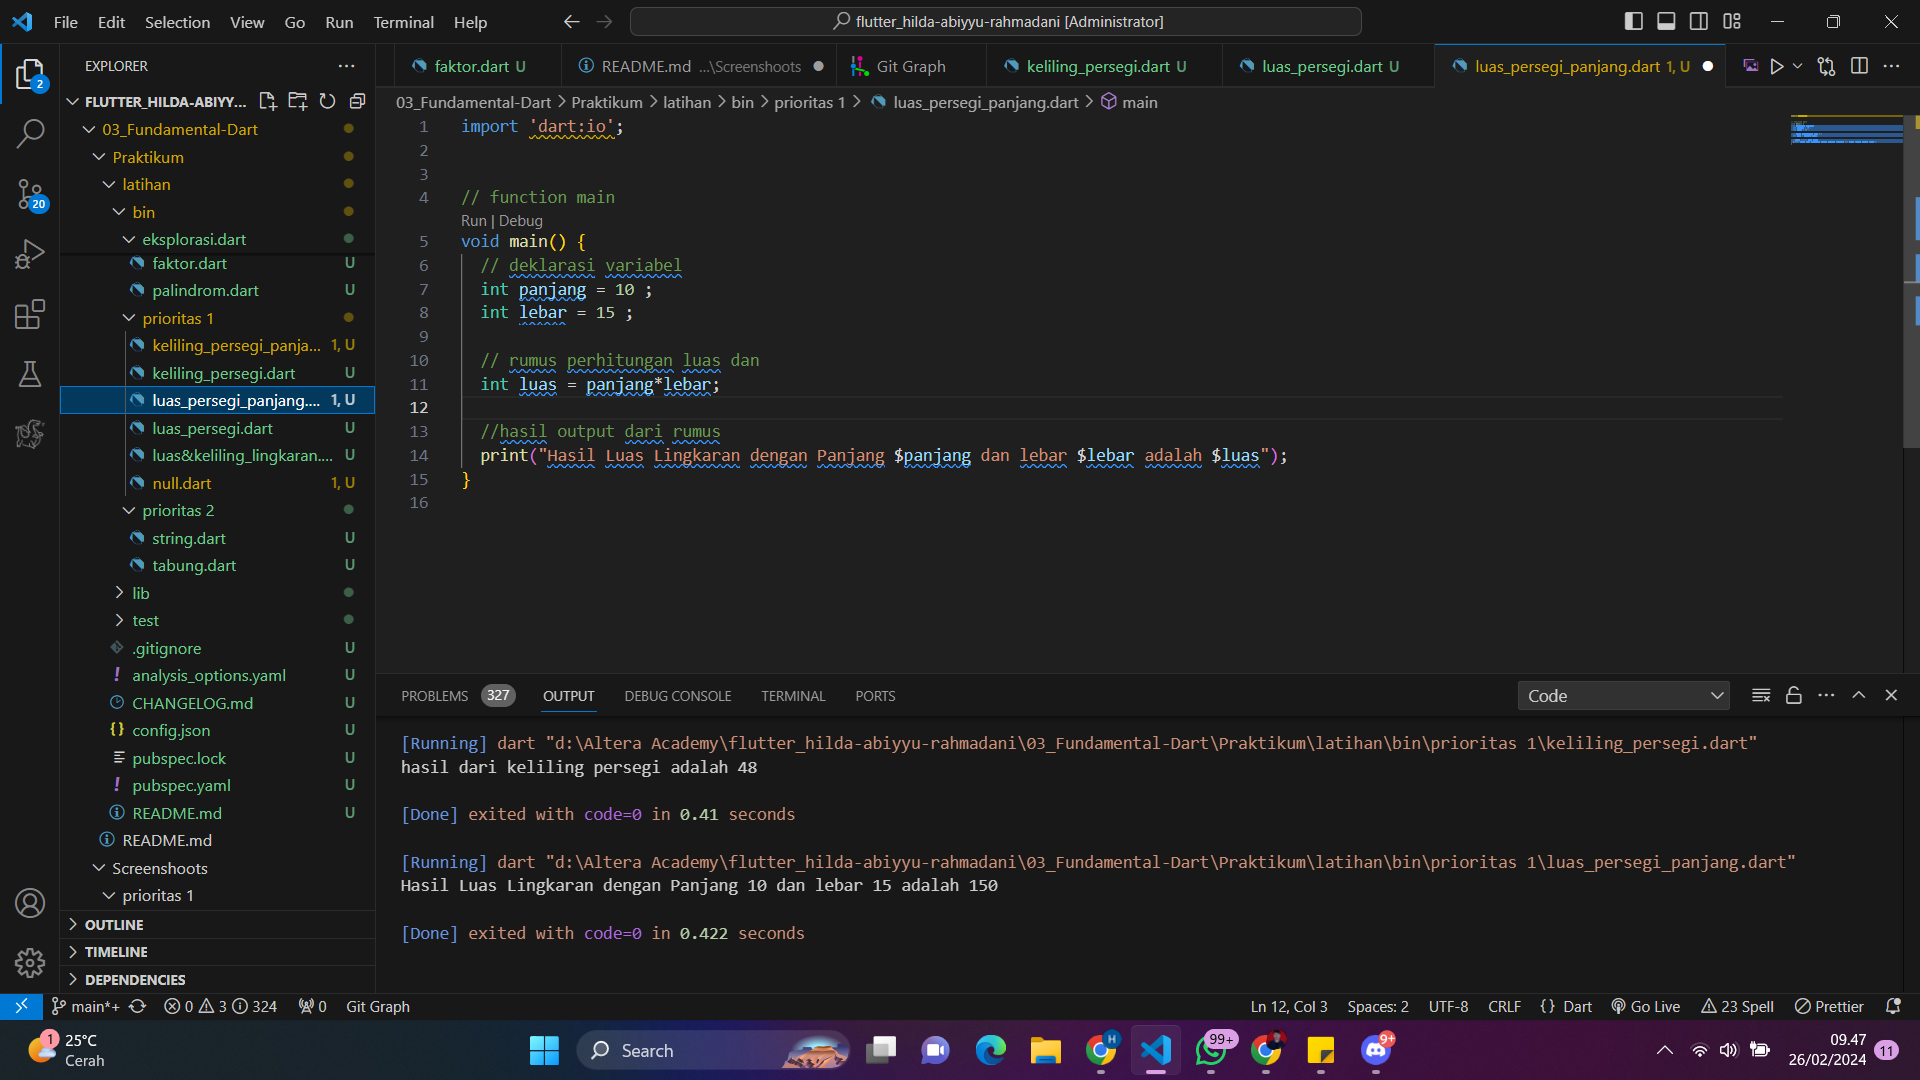 File Edit Selection View Go Run Terminal Help
flutter_hilda-abiyyu-rahmadani [Administrator]
2
20
EXPLORER
FLUTTER_HILDA-ABIYY...
03_Fundamental-Dart
Praktikum
latihan
bin
eksplorasi.dart
faktor.dart U
palindrom.dart U
prioritas 1
keliling_persegi_panja... 1, U
keliling_persegi.dart U
luas_persegi_panjang.... 1, U
luas_persegi.dart U
luas&keliling_lingkaran.... U
null.dart 1, U
prioritas 2
string.dart U
tabung.dart U
lib
test
.gitignore U
analysis_options.yaml U
CHANGELOG.md U
config.json U
pubspec.lock U
pubspec.yaml U
README.md U
README.md
Screenshoots
prioritas 1
OUTLINE
TIMELINE
DEPENDENCIES
faktor.dart U
README.md ...\Screenshoots
Git Graph
keliling_persegi.dart U
luas_persegi.dart U
luas_persegi_panjang.dart 1, U
03_Fundamental-Dart > Praktikum > latihan > bin > prioritas 1 > luas_persegi_panjang.dart > main
1 import 'dart:io';
2
3
4 // function main
Run | Debug
5 void main() {
6 // deklarasi variabel
7 int panjang = 10 ;
8 int lebar = 15 ;
9
10 // rumus perhitungan luas dan
11 int luas = panjang*lebar;
12
13 //hasil output dari rumus
14 print("Hasil Luas Lingkaran dengan Panjang $panjang dan lebar $lebar adalah $luas");
15 }
16
PROBLEMS 327 OUTPUT DEBUG CONSOLE TERMINAL PORTS
Code
[Running] dart "d:\Altera Academy\flutter_hilda-abiyyu-rahmadani\03_Fundamental-Dart\Praktikum\latihan\bin\prioritas 1\keliling_persegi.dart"
hasil dari keliling persegi adalah 48
[Done] exited with code=0 in 0.41 seconds
[Running] dart "d:\Altera Academy\flutter_hilda-abiyyu-rahmadani\03_Fundamental-Dart\Praktikum\latihan\bin\prioritas 1\luas_persegi_panjang.dart"
Hasil Luas Lingkaran dengan Panjang 10 dan lebar 15 adalah 150
[Done] exited with code=0 in 0.422 seconds
main*+ 0 3 324 0 Git Graph
Ln 12, Col 3 Spaces: 2 UTF-8 CRLF {} Dart Go Live 23 Spell Prettier
1
25°C
Cerah
Search
H
99+
9+
09.47
26/02/2024
11